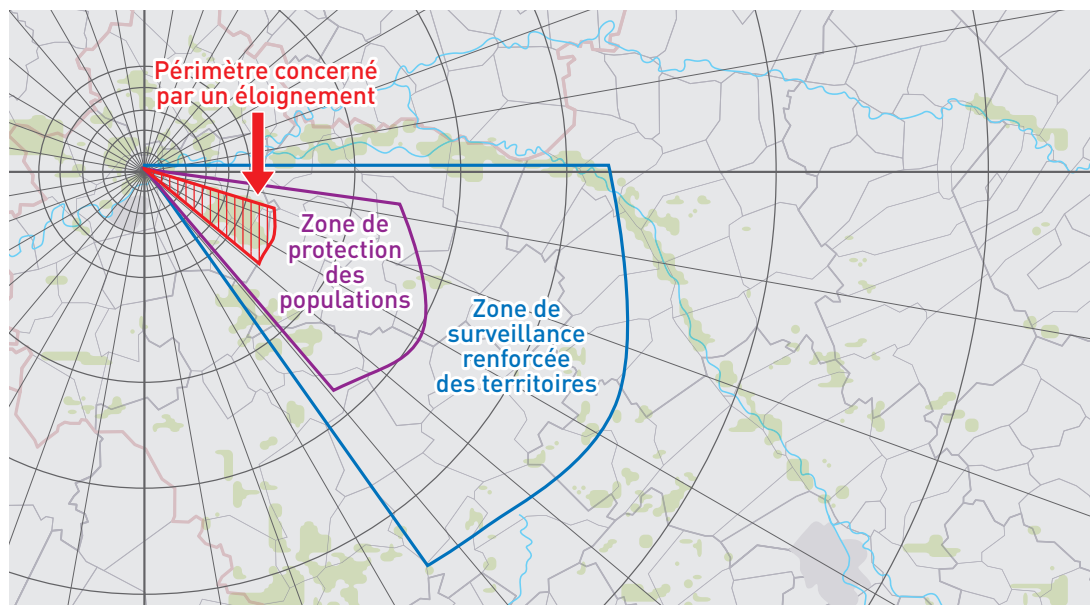 Périmètre concerné
par un éloignement
Zone de
protection
des
populations
Zone de
surveillance
renforcée
des territoires